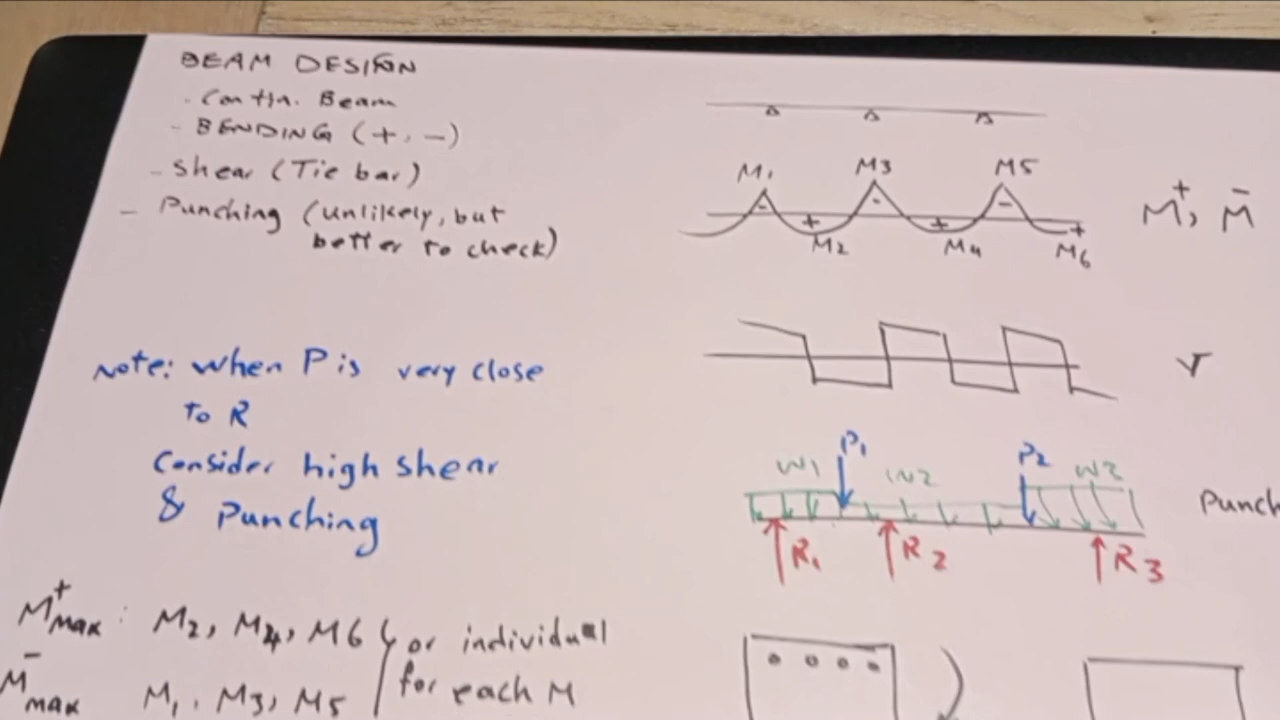 BEAM DESIGN
- Contin. Beam
- BENDING (+, -)
- Shear (Tie bar)
- Punching (unlikely, but
better to check)
M1 M3 M5
- - -
+ + +
M2 M4 M6
M+, M-
V
Note: when P is very close
to R
Consider high shear
& Punching
P1 P2
W1 W2 W2
R1 R2 R3
Punch
M+max : M2, M4, M6 or individual
M-max M1, M3, M5 for each M